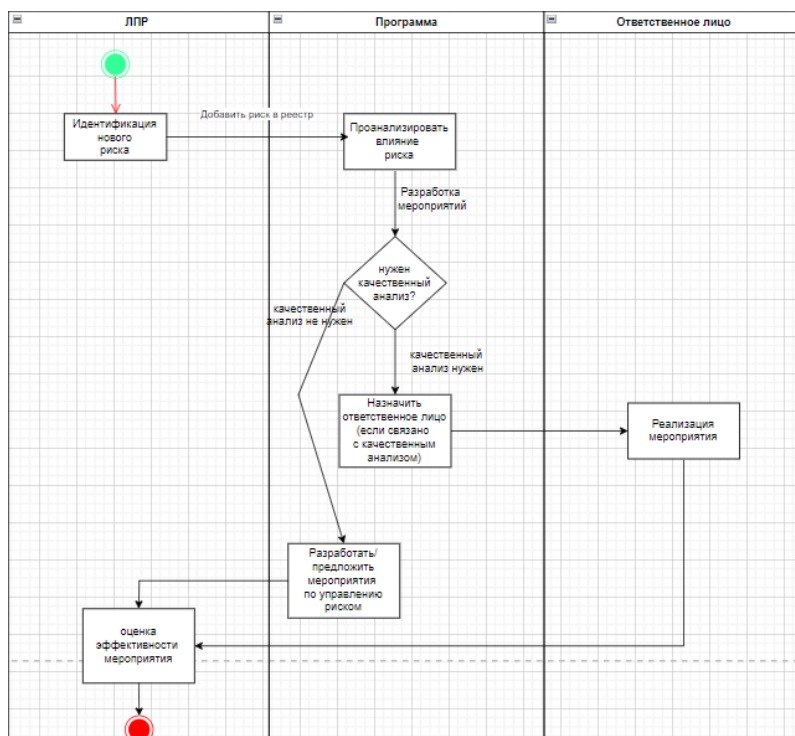 ЛПР
Программа
Ответственное лицо
Идентификация
нового
риска
Добавить риск в реестр
Проанализировать
влияние
риска
Разработка
мероприятий
нужен
качественный
анализ?
качественный
анализ не нужен
качественный
анализ нужен
Назначить
ответственное лицо
(если связано
с качественным
анализом)
Реализация
мероприятия
Разработать/
предложить
мероприятия
по управлению
риском
оценка
эффективности
мероприятия